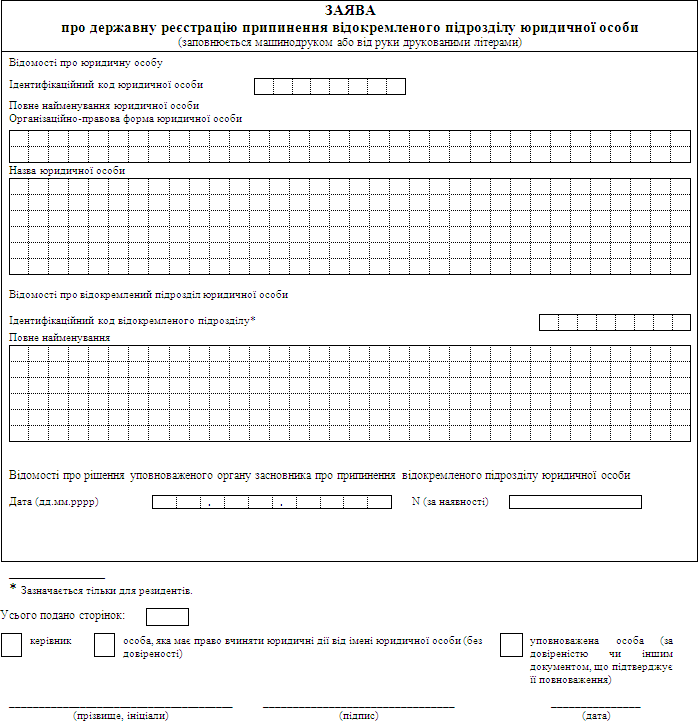 ЗАЯВА
про державну реєстрацію припинення відокремленого підрозділу юридичної особи
(заповнюється машинодруком або від руки друкованими літерами)
Відомості про юридичну особу
Ідентифікаційний код юридичної особи
Повне найменування юридичної особи
Організаційно-правова форма юридичної особи
Назва юридичної особи
Відомості про відокремлений підрозділ юридичної особи
Ідентифікаційний код відокремленого підрозділу*
Повне найменування
Відомості про рішення уповноваженого органу засновника про припинення відокремленого підрозділу юридичної особи
Дата (дд.мм.рррр) . . N (за наявності)
* Зазначається тільки для резидентів.
Усього подано сторінок:
керівник
особа, яка має право вчиняти юридичні дії від імені юридичної особи (без
довіреності)
уповноважена особа (за
довіреністю чи іншим
документом, що підтверджує
її повноваження)
(прізвище, ініціали) (підпис) (дата)